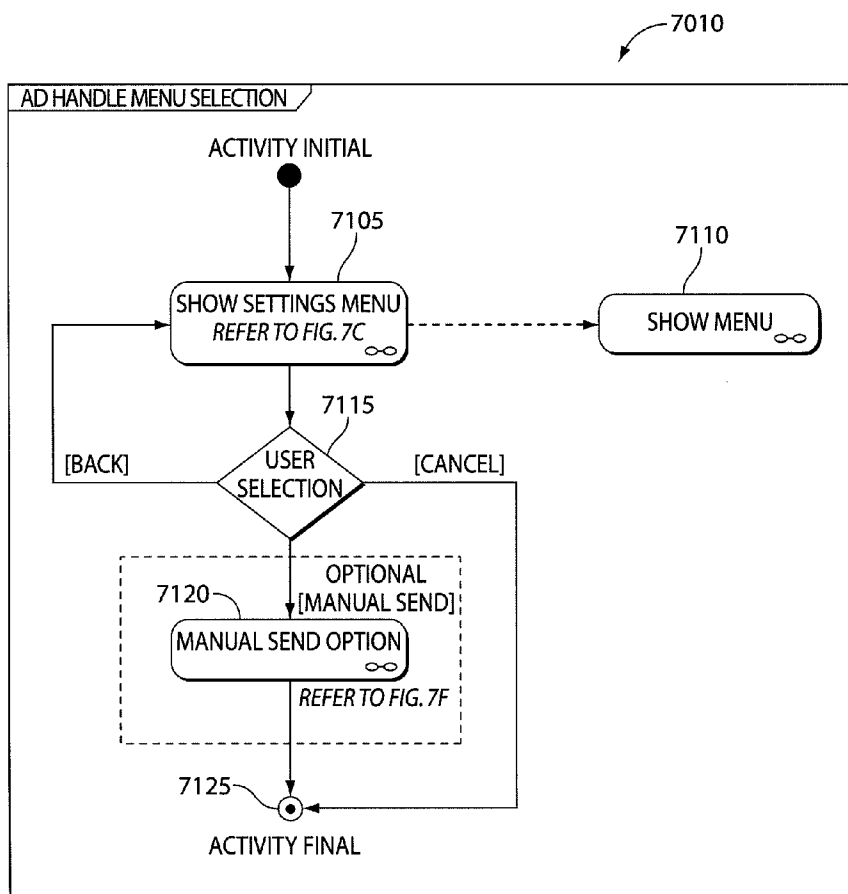 7010
AD HANDLE MENU SELECTION
ACTIVITY INITIAL
7105
SHOW SETTINGS MENU
REFER TO FIG. 7C
7110
SHOW MENU
7115
USER
SELECTION
[BACK]
[CANCEL]
OPTIONAL
[MANUAL SEND]
7120
MANUAL SEND OPTION
REFER TO FIG. 7F
7125
ACTIVITY FINAL